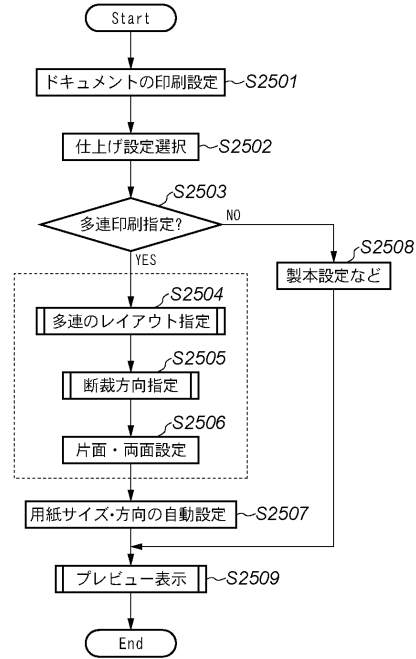 Start
ドキュメントの印刷設定
S2501
仕上げ設定選択
S2502
S2503
多連印刷指定?
NO
YES
S2508
製本設定など
S2504
多連のレイアウト指定
S2505
断裁方向指定
S2506
片面・両面設定
用紙サイズ・方向の自動設定
S2507
プレビュー表示
S2509
End